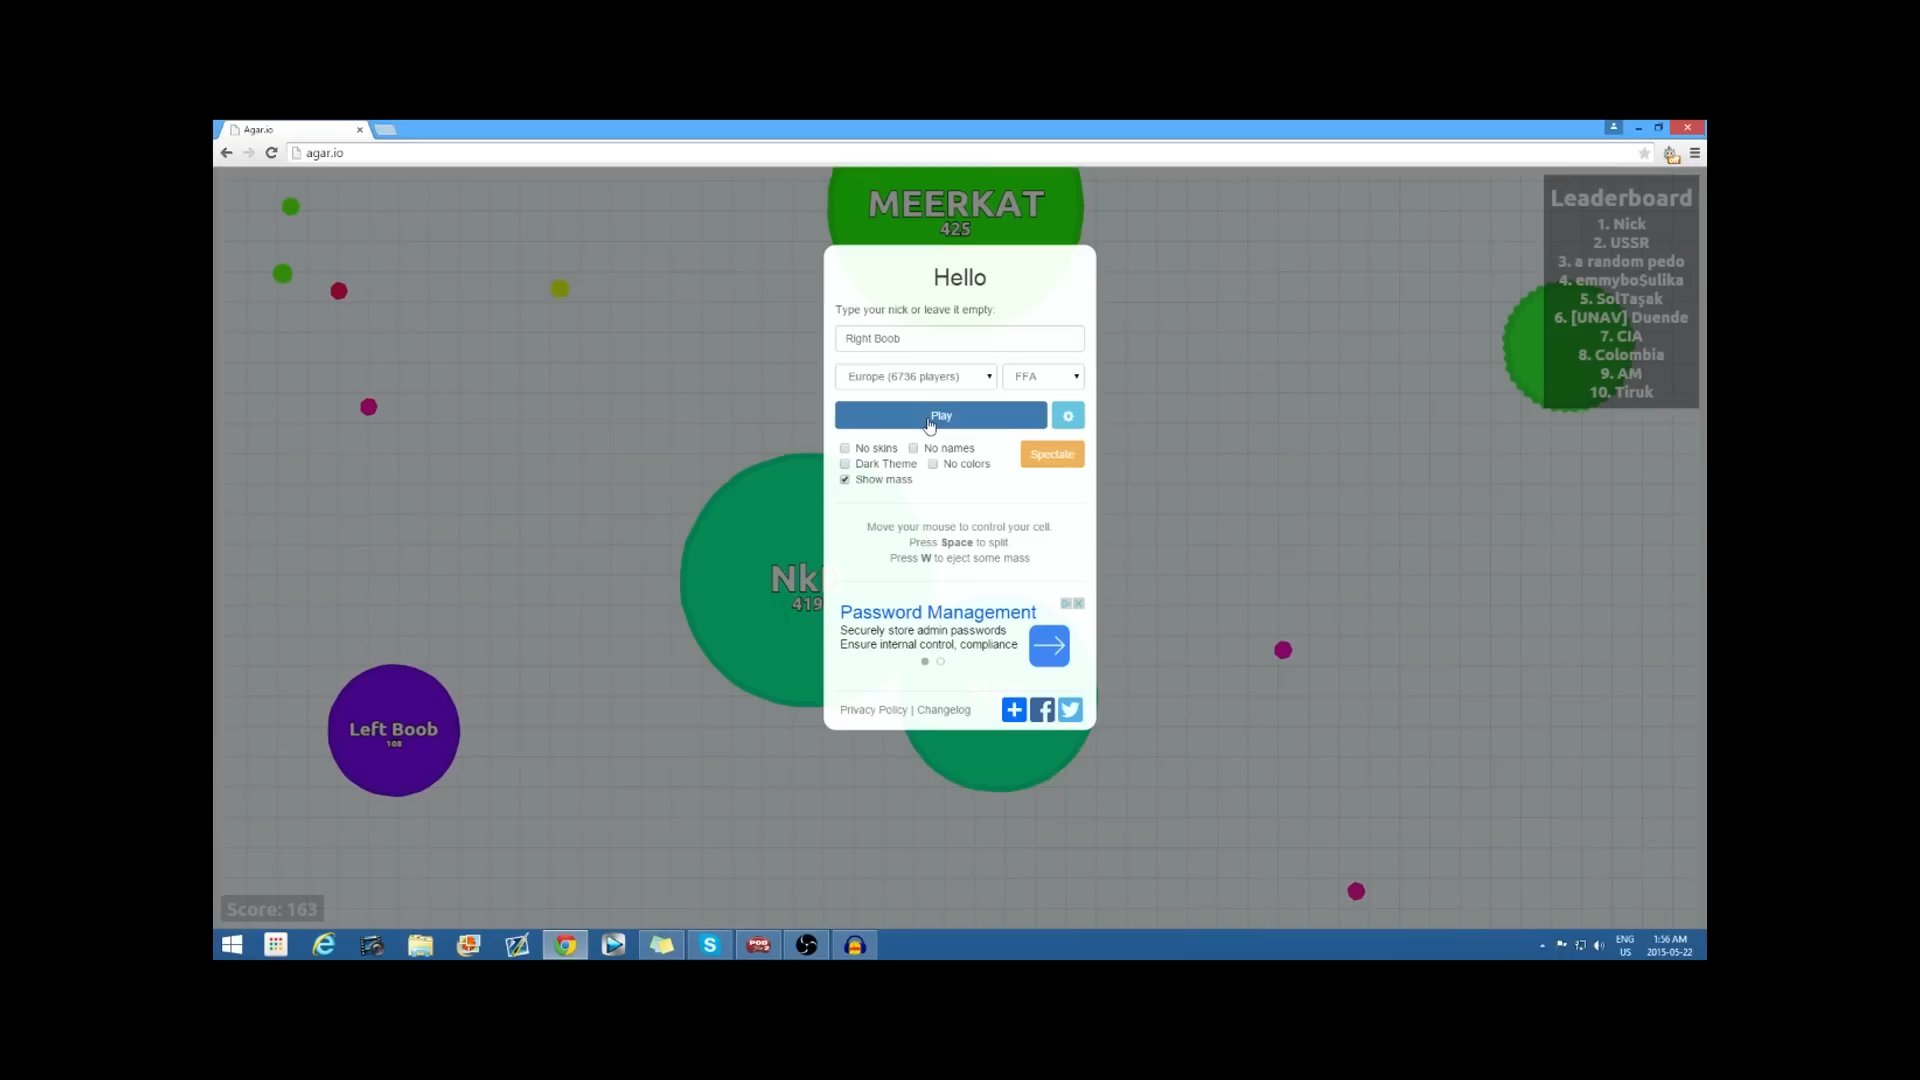 Agar.io
agar.io
MEERKAT
425
Leaderboard
1. Nick
2. USSR
3. a random pedo
4. emmybo$ulika
5. SolTaşak
6. [UNAV] Duende
7. CIA
8. Colombia
9. AM
10. Tiruk
Hello
Type your nick or leave it empty:
Right Boob
Europe (6736 players)
FFA
Play
No skins
No names
Spectate
Dark Theme
No colors
Show mass
Move your mouse to control your cell.
Press Space to split
Press W to eject some mass
419
Password Management
Securely store admin passwords
Ensure internal control, compliance
Privacy Policy | Changelog
Left Boob
108
Score: 163
ENG
US
1:56 AM
2015-05-22